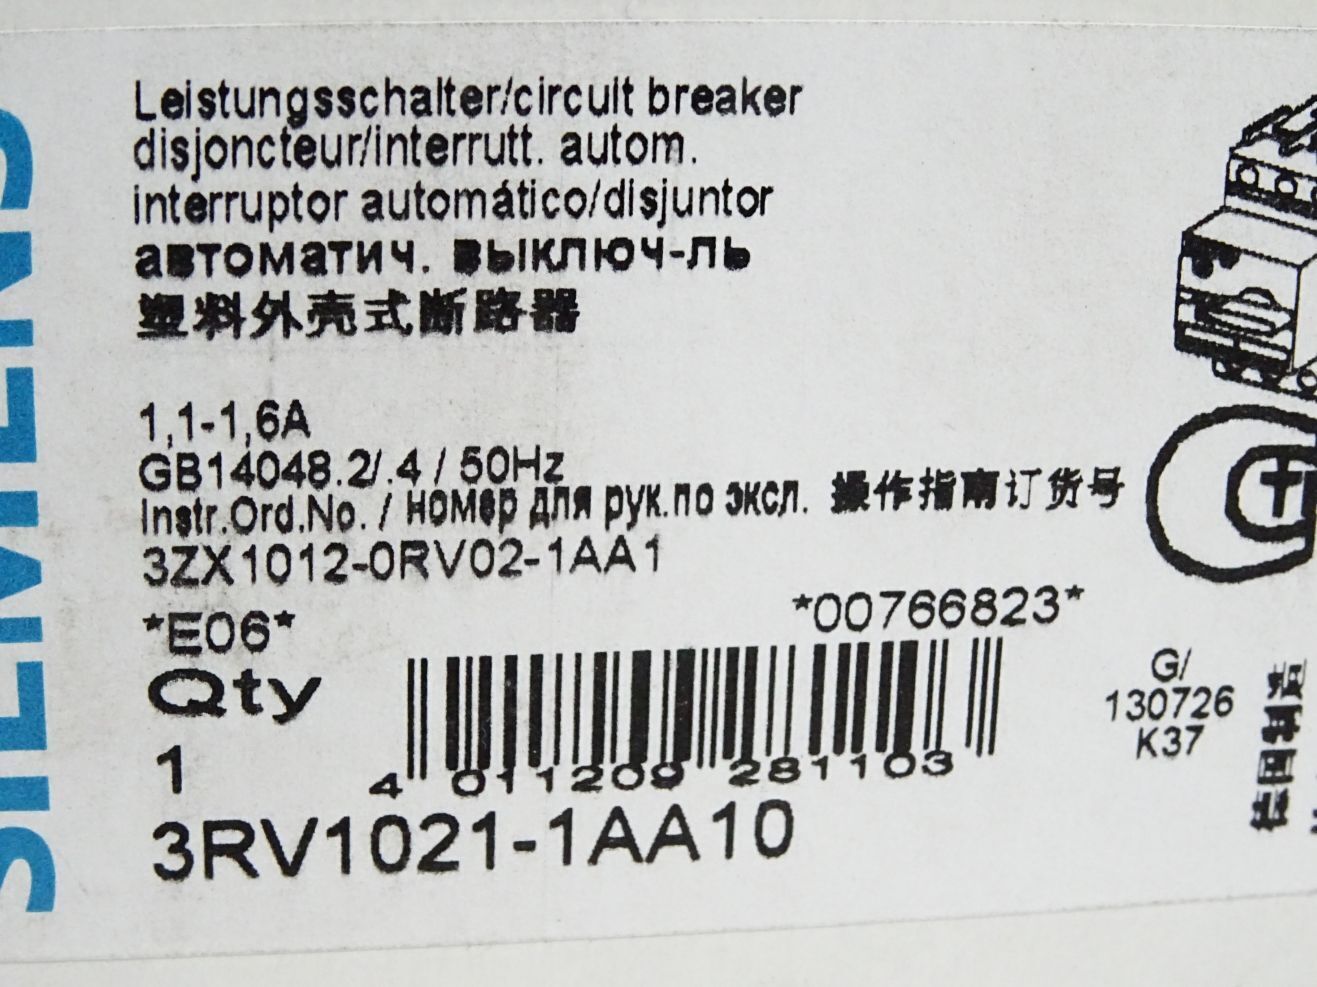 SIEMENS
Leistungsschalter/circuit breaker
disjoncteur/interrutt. autom.
interruptor automático/disjuntor
автоматич. выключ-ль
塑料外壳式断路器
1,1-1,6A
GB14048.2/.4 / 50Hz
Instr.Ord.No. / номер для рук.по эксл. 操作指南订货号
3ZX1012-0RV02-1AA1
*E06*
*00766823*
Qty
1
4 011209 281103
3RV1021-1AA10
G/
130726
K37